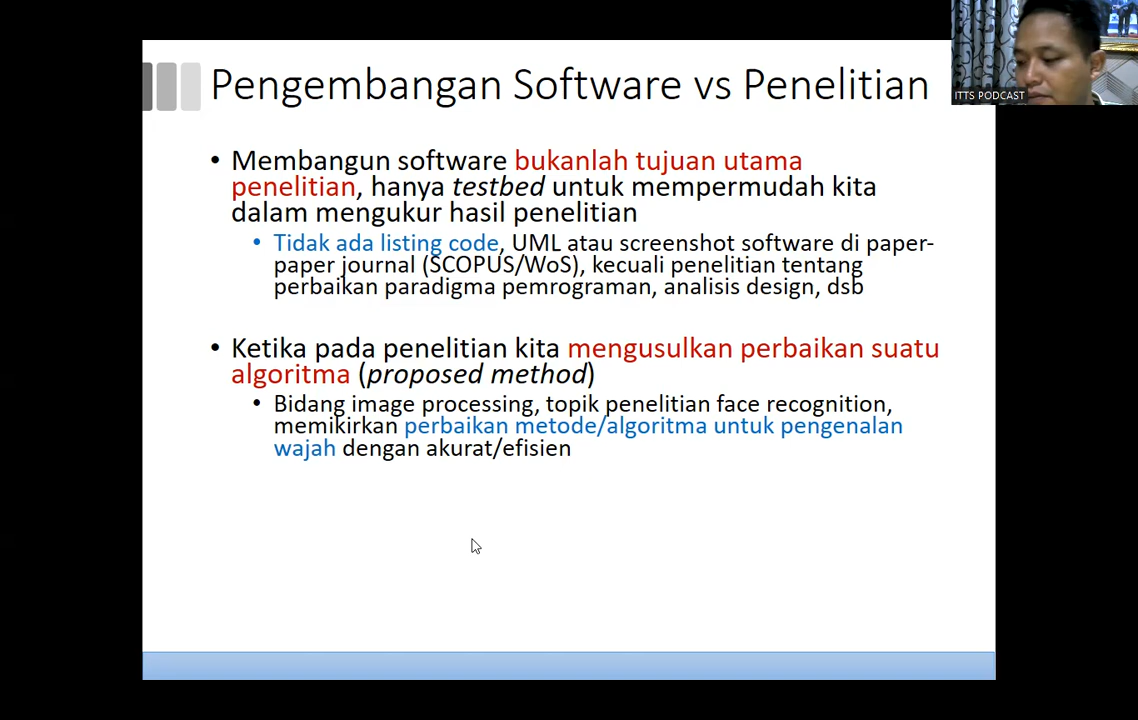 Pengembangan Software vs Penelitian
ITTS PODCAST
• Membangun software bukanlah tujuan utama
penelitian, hanya testbed untuk mempermudah kita
dalam mengukur hasil penelitian
• Tidak ada listing code, UML atau screenshot software di paper-
paper journal (SCOPUS/WoS), kecuali penelitian tentang
perbaikan paradigma pemrograman, analisis design, dsb
• Ketika pada penelitian kita mengusulkan perbaikan suatu
algoritma (proposed method)
• Bidang image processing, topik penelitian face recognition,
memikirkan perbaikan metode/algoritma untuk pengenalan
wajah dengan akurat/efisien